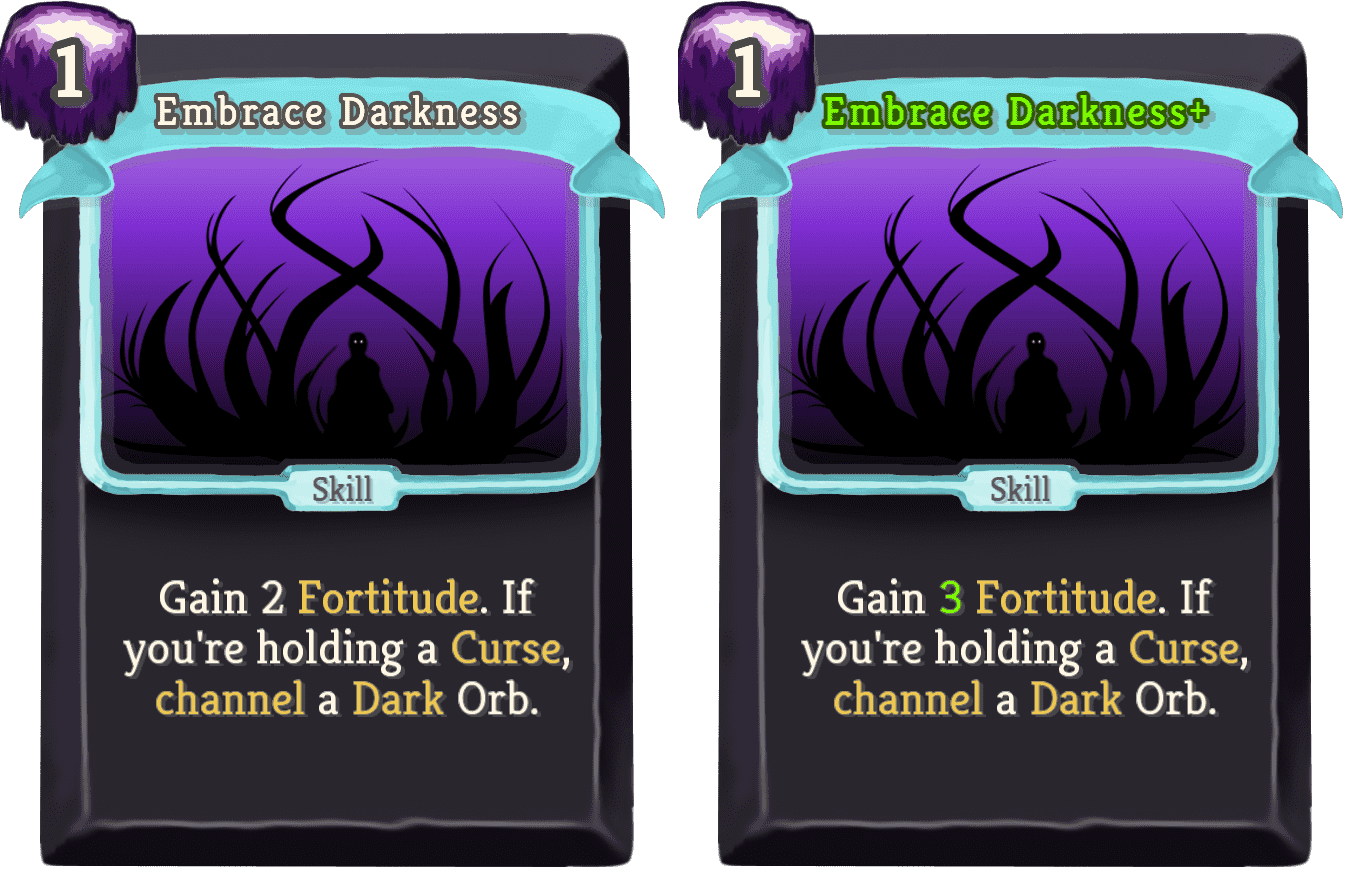 1
Embrace Darkness
Skill
Gain 2 Fortitude. If
you're holding a Curse,
channel a Dark Orb.
1
Embrace Darkness+
Skill
Gain 3 Fortitude. If
you're holding a Curse,
channel a Dark Orb.